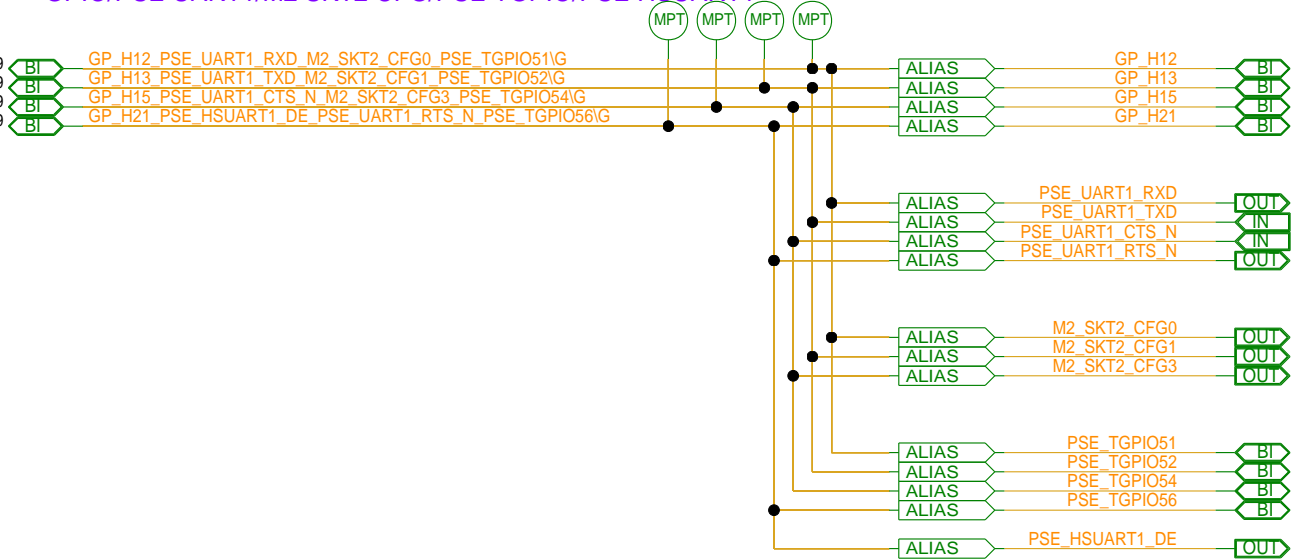 MPT MPT MPT MPT
BI GP_H12_PSE_UART1_RXD_M2_SKT2_CFG0_PSE_TGPIO51\G ALIAS GP_H12 BI
BI GP_H13_PSE_UART1_TXD_M2_SKT2_CFG1_PSE_TGPIO52\G ALIAS GP_H13 BI
BI GP_H15_PSE_UART1_CTS_N_M2_SKT2_CFG3_PSE_TGPIO54\G ALIAS GP_H15 BI
BI GP_H21_PSE_HSUART1_DE_PSE_UART1_RTS_N_PSE_TGPIO56\G ALIAS GP_H21 BI
ALIAS PSE_UART1_RXD OUT
ALIAS PSE_UART1_TXD IN
ALIAS PSE_UART1_CTS_N IN
ALIAS PSE_UART1_RTS_N OUT
ALIAS M2_SKT2_CFG0 OUT
ALIAS M2_SKT2_CFG1 OUT
ALIAS M2_SKT2_CFG3 OUT
ALIAS PSE_TGPIO51 BI
ALIAS PSE_TGPIO52 BI
ALIAS PSE_TGPIO54 BI
ALIAS PSE_TGPIO56 BI
ALIAS PSE_HSUART1_DE OUT